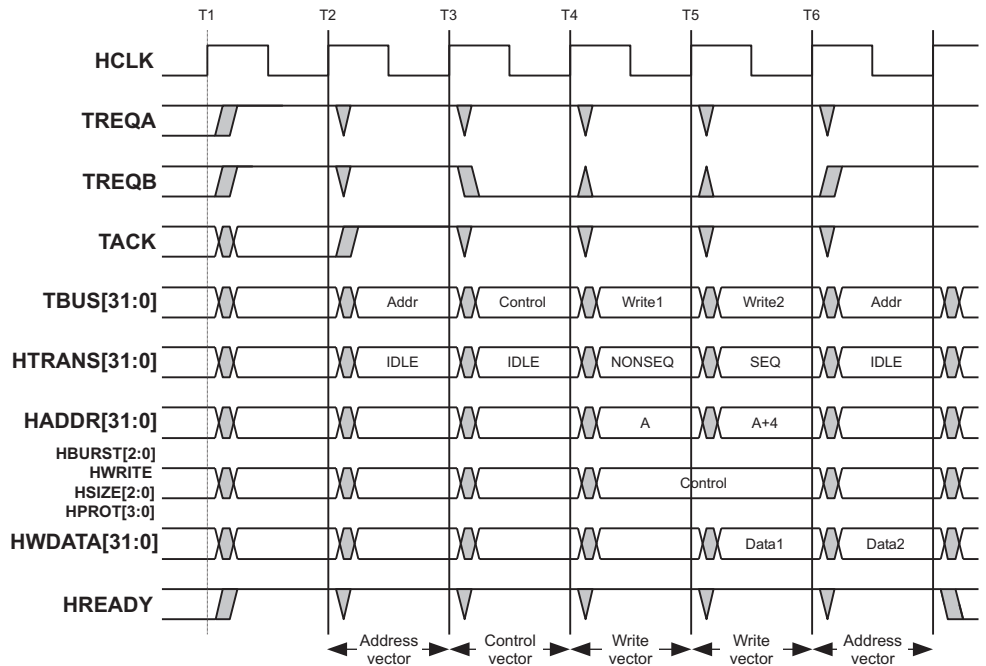 T1 T2 T3 T4 T5 T6
HCLK
TREQA
TREQB
TACK
TBUS[31:0] Addr Control Write1 Write2 Addr
HTRANS[31:0] IDLE IDLE NONSEQ SEQ IDLE
HADDR[31:0] A A+4
HBURST[2:0]
HWRITE
HSIZE[2:0]
HPROT[3:0]
Control
HWDATA[31:0] Data1 Data2
HREADY
Address Control Write Write Address
vector vector vector vector vector